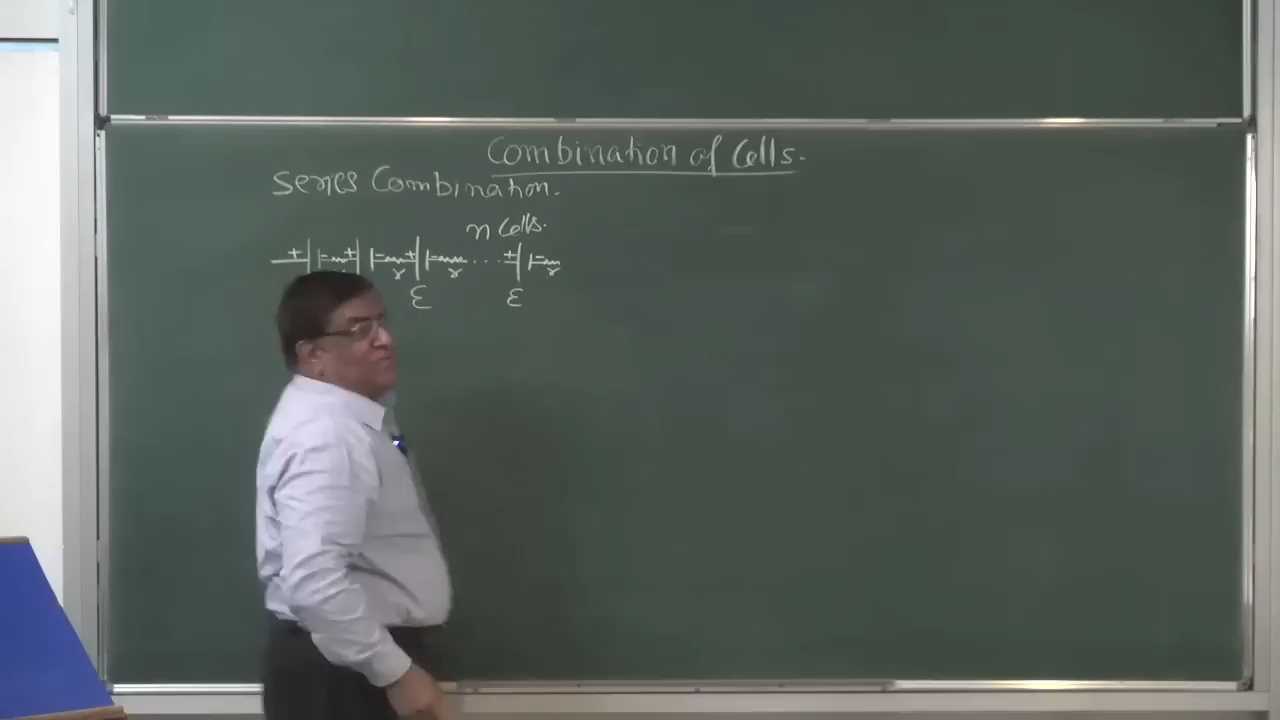 Combination of Cells.
Series Combination.
n Cells.
+ - + - + - ... + -
r r r
ε ε